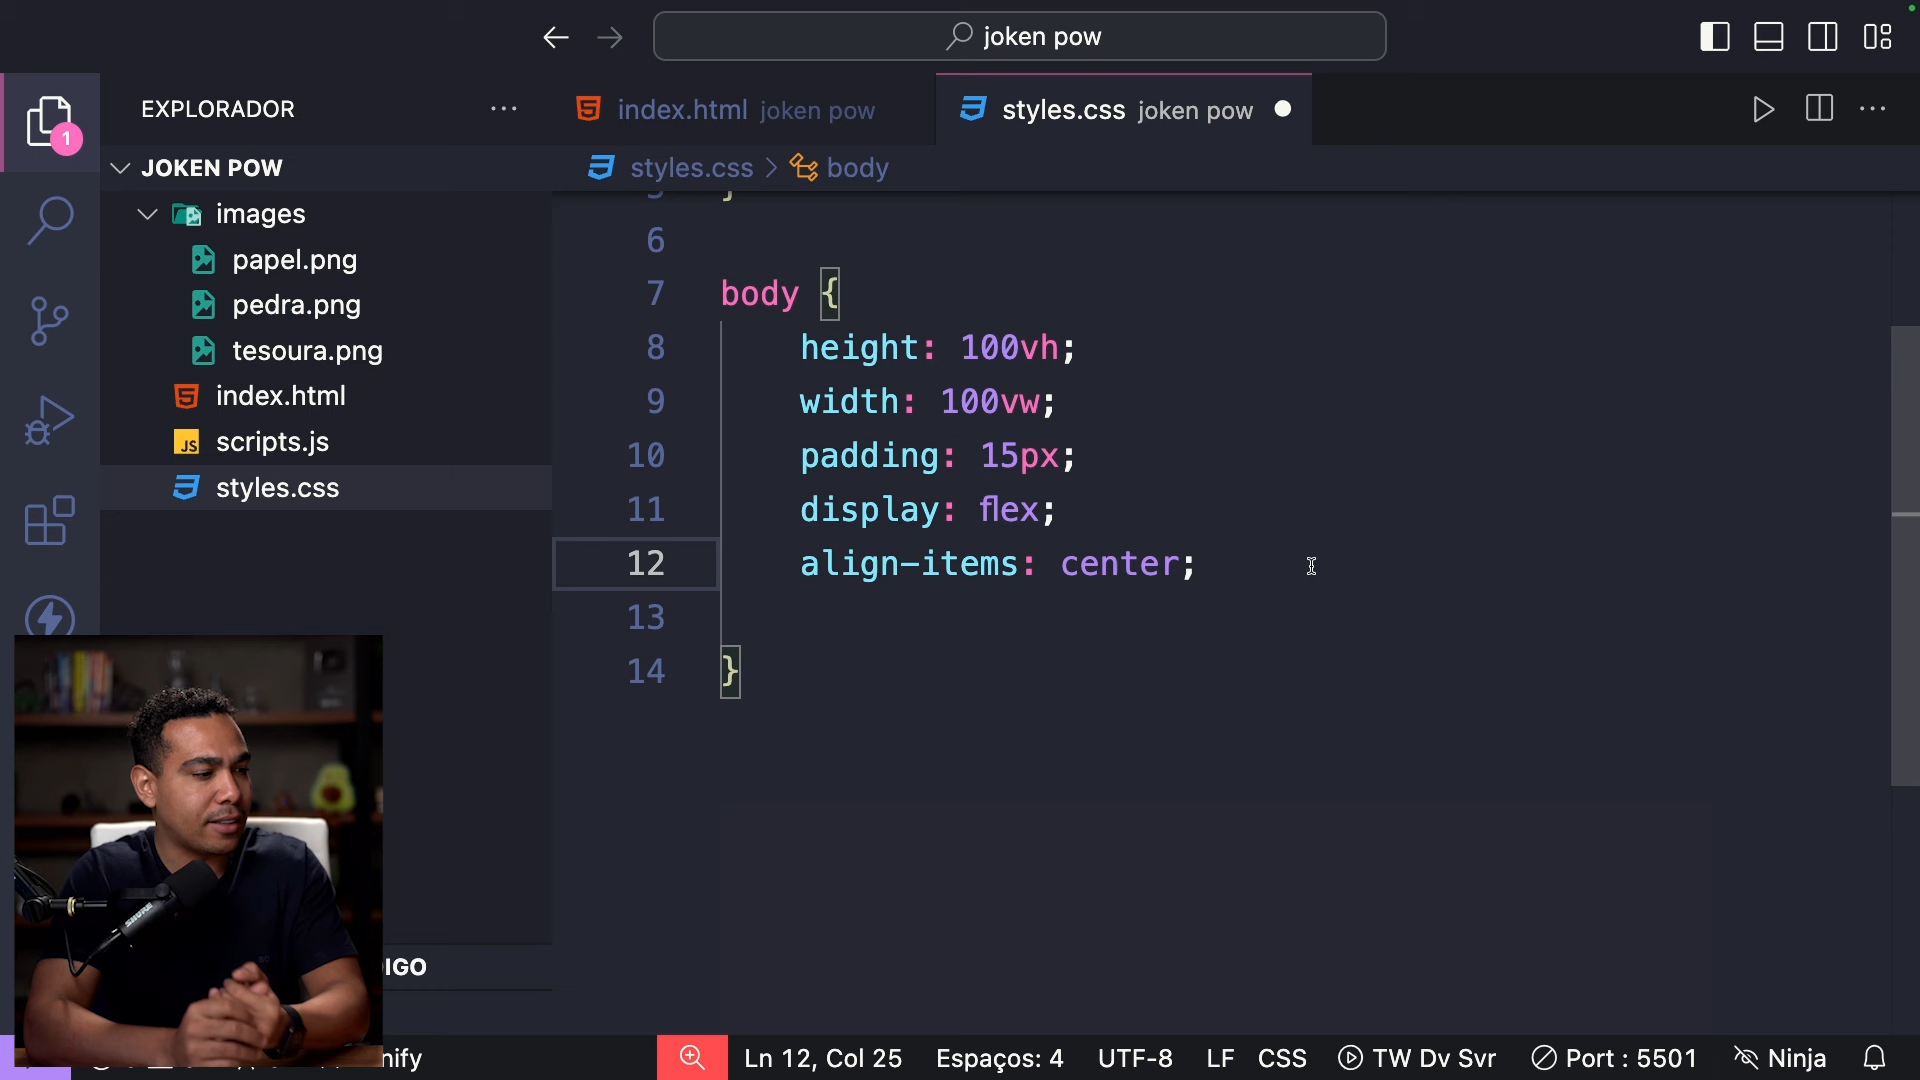 joken pow
EXPLORADOR
index.html joken pow
styles.css joken pow
1
JOKEN POW
styles.css > body
images
papel.png
pedra.png
tesoura.png
index.html
scripts.js
styles.css
6
7 body {
8 height: 100vh;
9 width: 100vw;
10 padding: 15px;
11 display: flex;
12 align-items: center;
13
14 }
IGO
nify
Ln 12, Col 25 Espaços: 4 UTF-8 LF CSS TW Dv Svr Port : 5501 Ninja